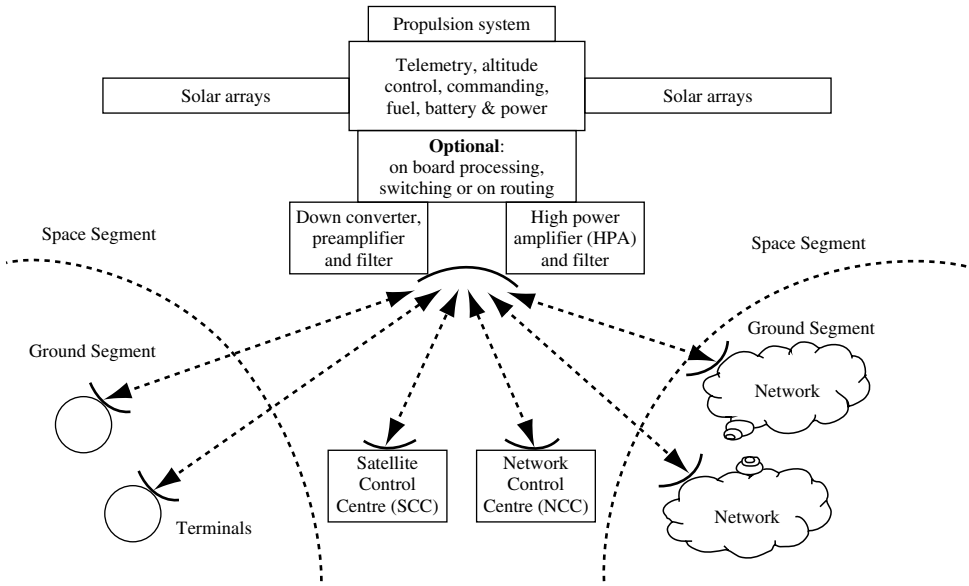 Propulsion system
Telemetry, altitude
control, commanding,
fuel, battery & power
Solar arrays
Solar arrays
Optional:
on board processing,
switching or on routing
Down converter,
preamplifier
and filter
High power
amplifier (HPA)
and filter
Space Segment
Space Segment
Ground Segment
Ground Segment
Network
Satellite
Control
Centre (SCC)
Network
Control
Centre (NCC)
Network
Terminals